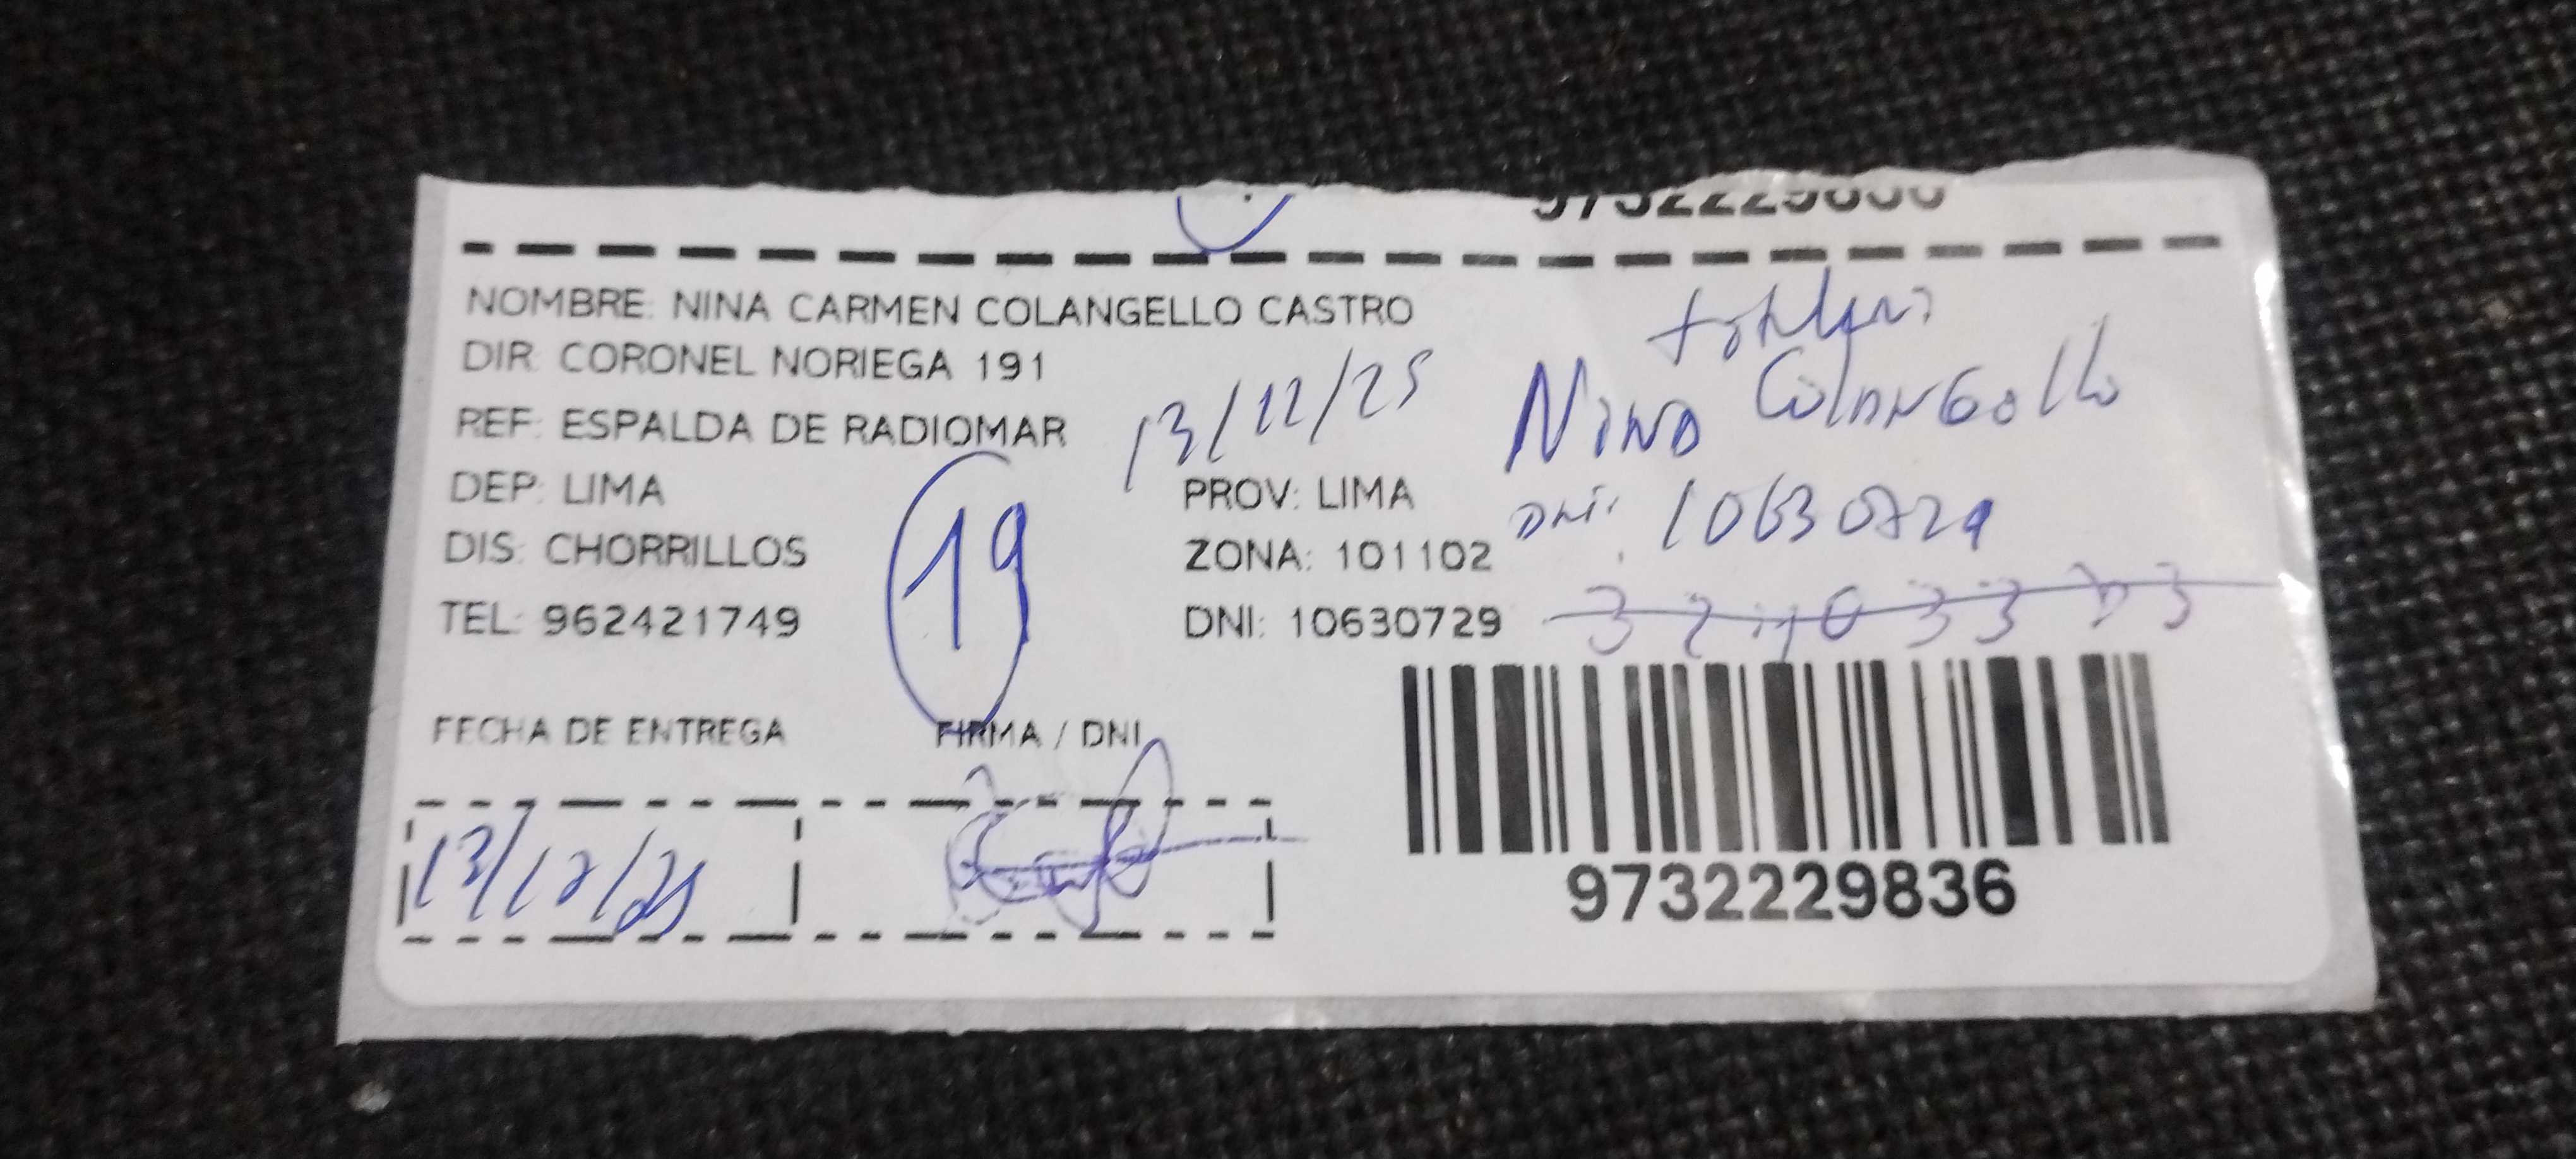 NOMBRE: NINA CARMEN COLANGELLO CASTRO
DIR: CORONEL NORIEGA 191
REF: ESPALDA DE RADIOMAR
13/12/25
DEP: LIMA
PROV: LIMA
DIS: CHORRILLOS
ZONA: 101102
TEL: 962421749
DNI: 10630729
19
Nina Colangello
DNI: 10630729
FECHA DE ENTREGA
FIRMA / DNI
13/12/25
9732229836